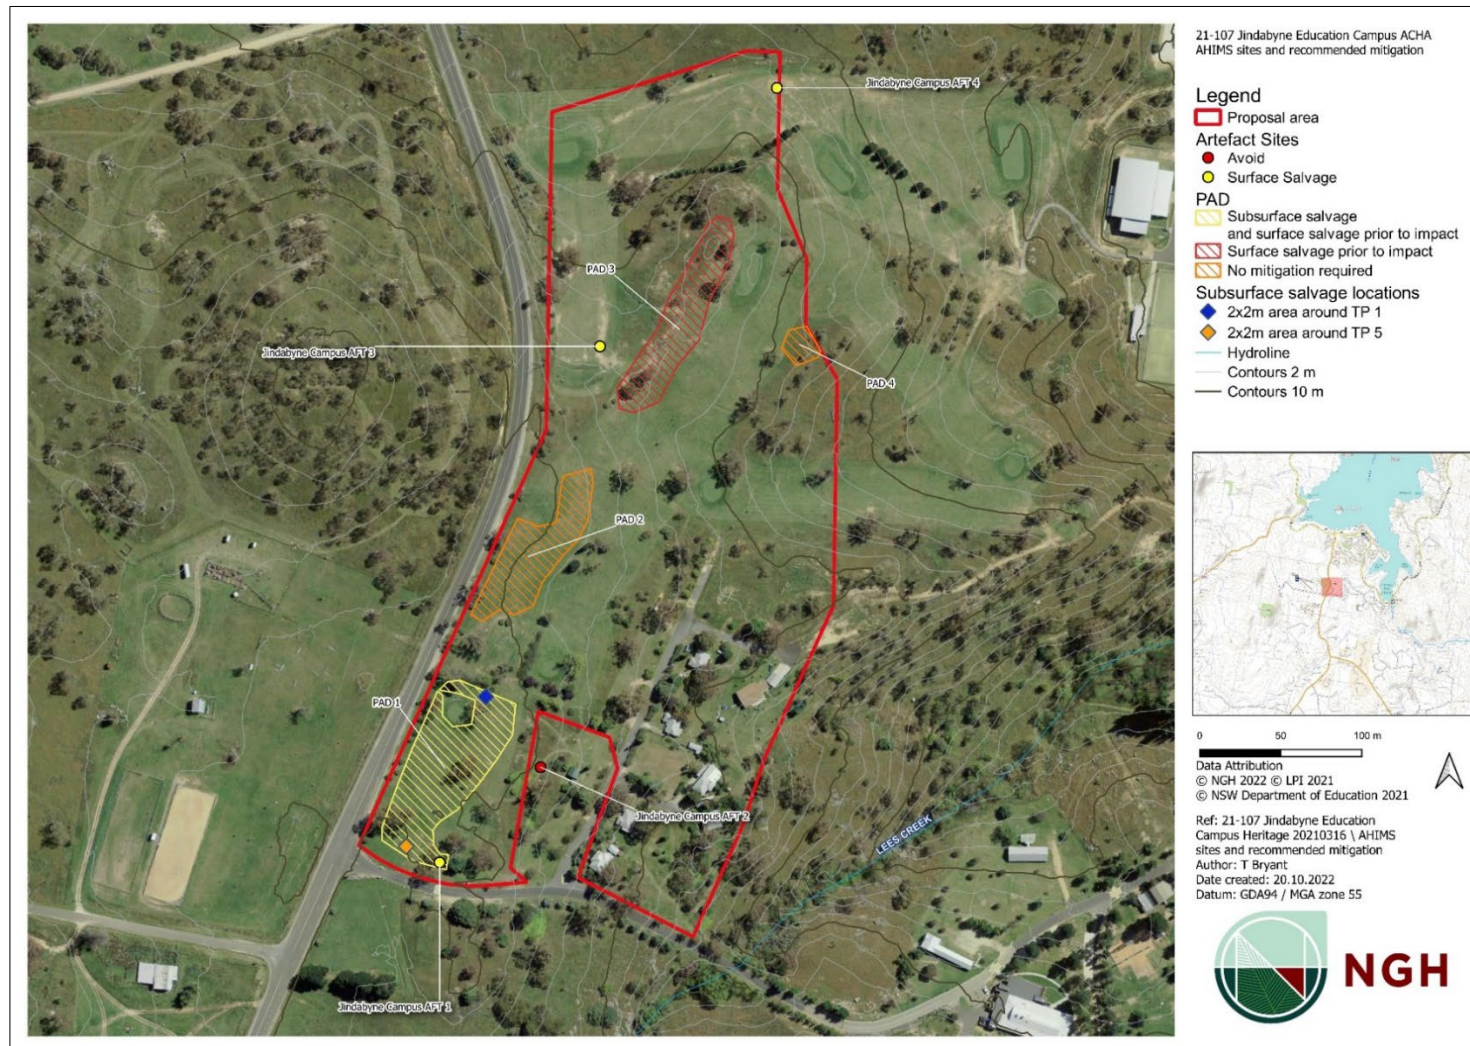 21-107 Jindabyne Education Campus ACHA
AHIMS sites and recommended mitigation
Legend
Proposal area
Artefact Sites
Avoid
Surface Salvage
PAD
Subsurface salvage
and surface salvage prior to impact
Surface salvage prior to impact
No mitigation required
Subsurface salvage locations
2x2m area around TP 1
2x2m area around TP 5
Hydroline
Contours 2 m
Contours 10 m
Jindabyne Campus AFT 4
PAD 3
Jindabyne Campus AFT 3
PAD 4
PAD 2
PAD 1
Jindabyne Campus AFT 2
LEES CREEK
Jindabyne Campus AFT 1
0 50 100 m
Data Attribution
© NGH 2022 © LPI 2021
© NSW Department of Education 2021
Ref: 21-107 Jindabyne Education
Campus Heritage 20210316 \ AHIMS
sites and recommended mitigation
Author: T Bryant
Date created: 20.10.2022
Datum: GDA94 / MGA zone 55
NGH